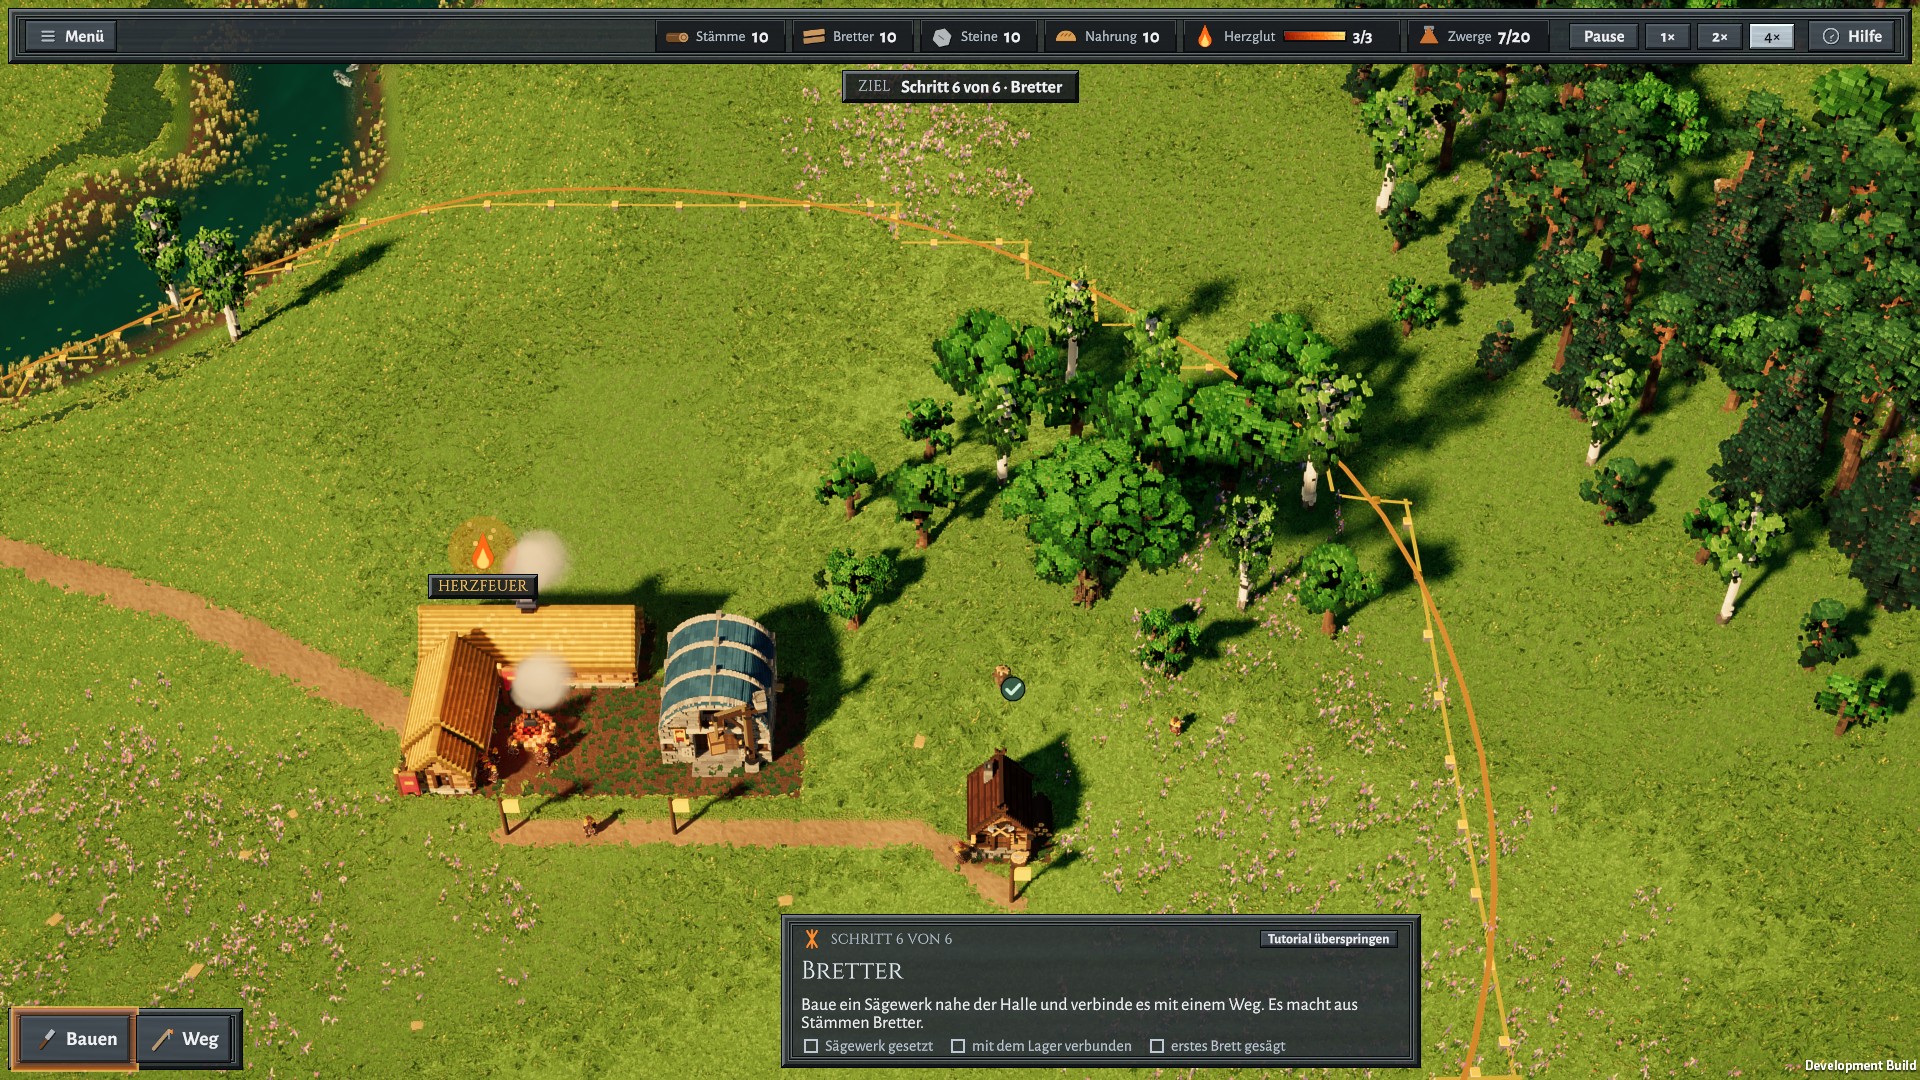 Menü
Stämme 10
Bretter 10
Steine 10
Nahrung 10
Herzglut 3/3
Zwerge 7/20
Pause
1×
2×
4×
Hilfe
ZIEL Schritt 6 von 6 · Bretter
HERZFEUER
SCHRITT 6 VON 6
Tutorial überspringen
Bretter
Baue ein Sägewerk nahe der Halle und verbinde es mit einem Weg. Es macht aus
Stämmen Bretter.
Sägewerk gesetzt
mit dem Lager verbunden
erstes Brett gesägt
Bauen
Weg
Development Build